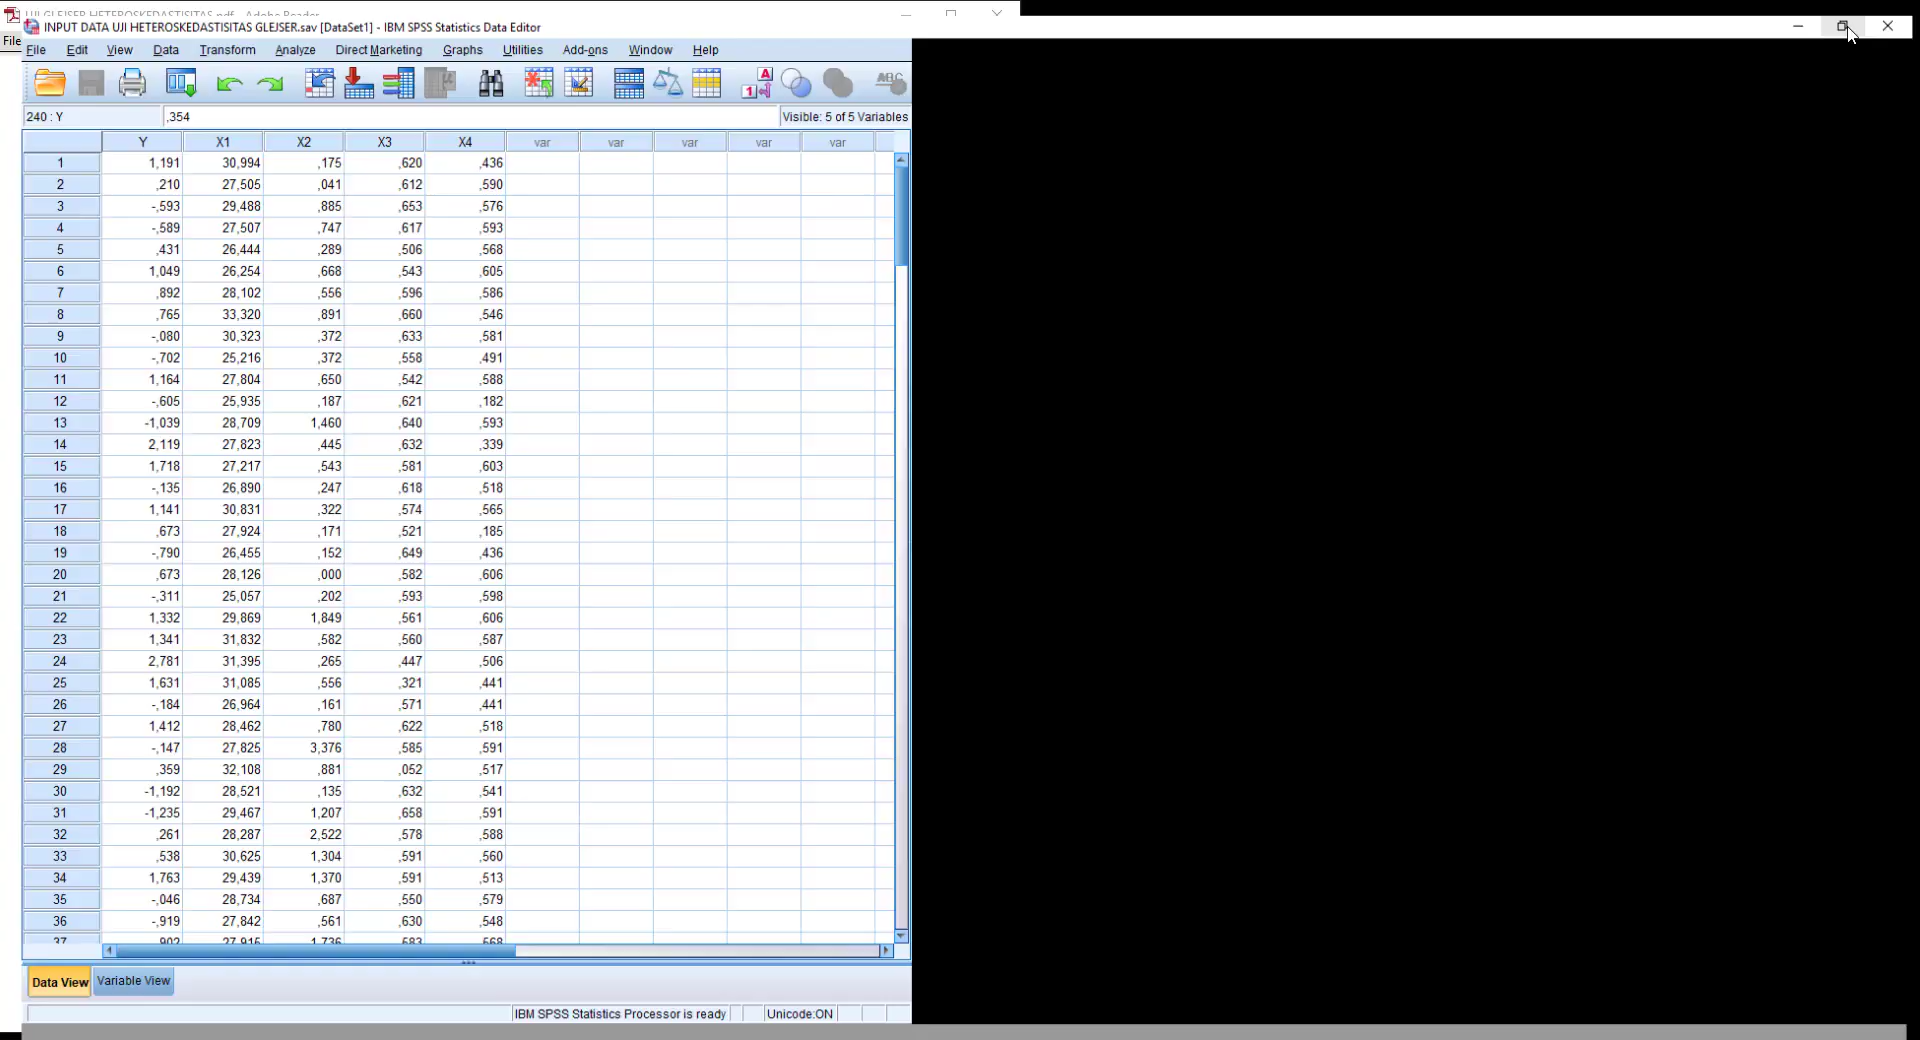 UJI GLEJSER HETEROSKEDASTISITAS.pdf - Adobe Reader
File
INPUT DATA UJI HETEROSKEDASTISITAS GLEJSER.sav [DataSet1] - IBM SPSS Statistics Data Editor
File Edit View Data Transform Analyze Direct Marketing Graphs Utilities Add-ons Window Help
240 : Y ,354 Visible: 5 of 5 Variables
Y X1 X2 X3 X4 var var var var var
1 1,191 30,994 ,175 ,620 ,436
2 ,210 27,505 ,041 ,612 ,590
3 -,593 29,488 ,885 ,653 ,576
4 -,589 27,507 ,747 ,617 ,593
5 ,431 26,444 ,289 ,506 ,568
6 1,049 26,254 ,668 ,543 ,605
7 ,892 28,102 ,556 ,596 ,586
8 ,765 33,320 ,891 ,660 ,546
9 -,080 30,323 ,372 ,633 ,581
10 -,702 25,216 ,372 ,558 ,491
11 1,164 27,804 ,650 ,542 ,588
12 -,605 25,935 ,187 ,621 ,182
13 -1,039 28,709 1,460 ,640 ,593
14 2,119 27,823 ,445 ,632 ,339
15 1,718 27,217 ,543 ,581 ,603
16 -,135 26,890 ,247 ,618 ,518
17 1,141 30,831 ,322 ,574 ,565
18 ,673 27,924 ,171 ,521 ,185
19 -,790 26,455 ,152 ,649 ,436
20 ,673 28,126 ,000 ,582 ,606
21 -,311 25,057 ,202 ,593 ,598
22 1,332 29,869 1,849 ,561 ,606
23 1,341 31,832 ,582 ,560 ,587
24 2,781 31,395 ,265 ,447 ,506
25 1,631 31,085 ,556 ,321 ,441
26 -,184 26,964 ,161 ,571 ,441
27 1,412 28,462 ,780 ,622 ,518
28 -,147 27,825 3,376 ,585 ,591
29 ,359 32,108 ,881 ,052 ,517
30 -1,192 28,521 ,135 ,632 ,541
31 -1,235 29,467 1,207 ,658 ,591
32 ,261 28,287 2,522 ,578 ,588
33 ,538 30,625 1,304 ,591 ,560
34 1,763 29,439 1,370 ,591 ,513
35 -,046 28,734 ,687 ,550 ,579
36 -,919 27,842 ,561 ,630 ,548
37 902 27,915 1,736 ,583 ,568
Data View Variable View
IBM SPSS Statistics Processor is ready Unicode:ON